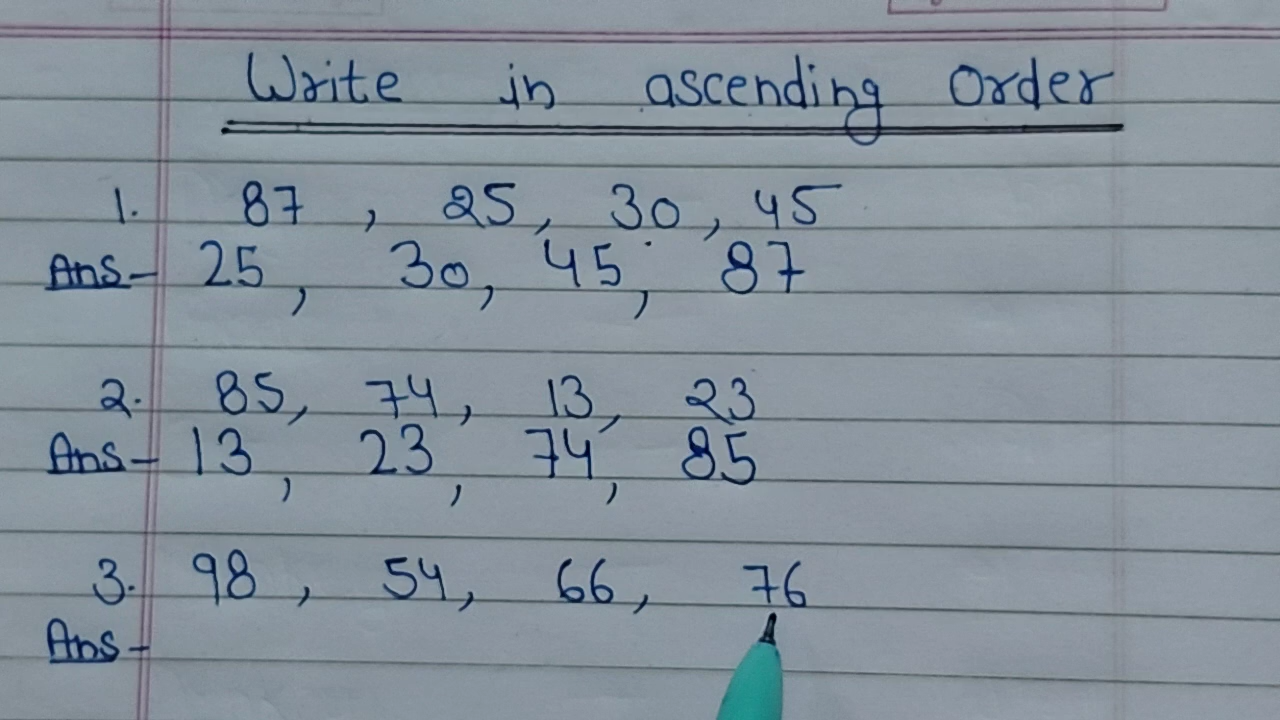 Write in ascending Order
1. 87, 25, 30, 45
Ans- 25, 30, 45, 87
2. 85, 74, 13, 23
Ans- 13, 23, 74, 85
3. 98, 54, 66, 76
Ans-